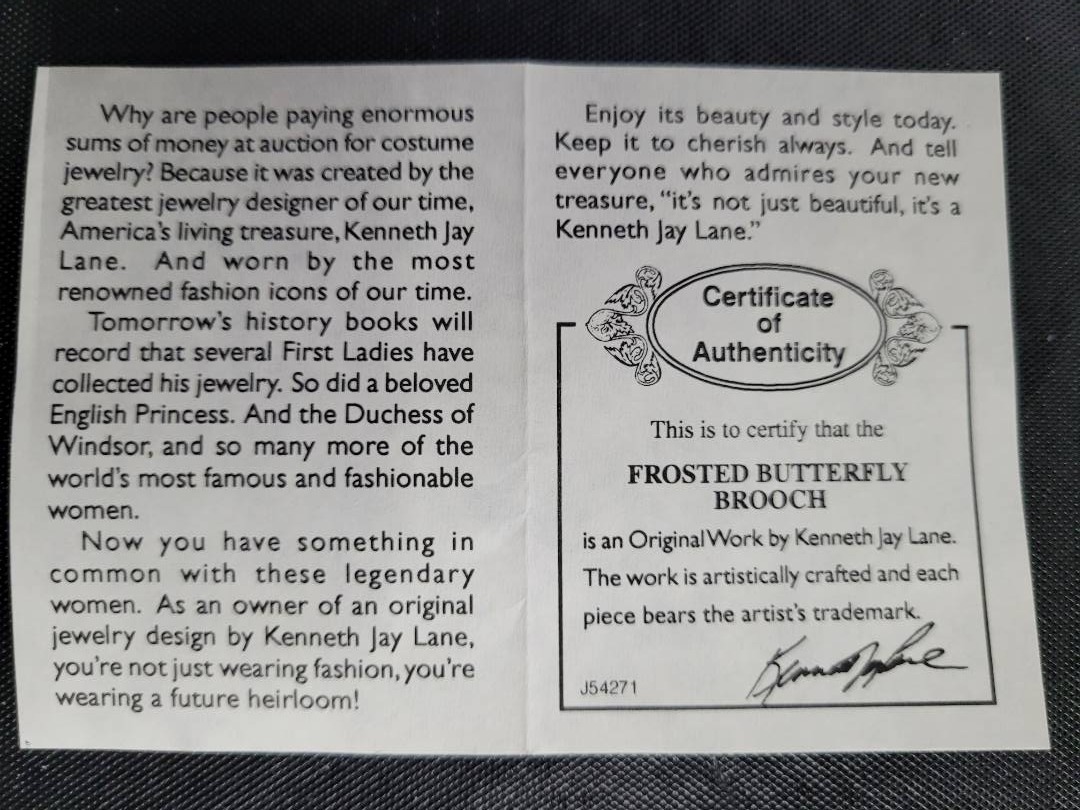 Why are people paying enormous
sums of money at auction for costume
jewelry? Because it was created by the
greatest jewelry designer of our time,
America's living treasure, Kenneth Jay
Lane. And worn by the most
renowned fashion icons of our time.
Tomorrow's history books will
record that several First Ladies have
collected his jewelry. So did a beloved
English Princess. And the Duchess of
Windsor, and so many more of the
world's most famous and fashionable
women.
Now you have something in
common with these legendary
women. As an owner of an original
jewelry design by Kenneth Jay Lane,
you're not just wearing fashion, you're
wearing a future heirloom!
Enjoy its beauty and style today.
Keep it to cherish always. And tell
everyone who admires your new
treasure, "it's not just beautiful, it's a
Kenneth Jay Lane."
Certificate
of
Authenticity
This is to certify that the
FROSTED BUTTERFLY
BROOCH
is an Original Work by Kenneth Jay Lane.
The work is artistically crafted and each
piece bears the artist's trademark.
Kenneth Jay Lane
J54271